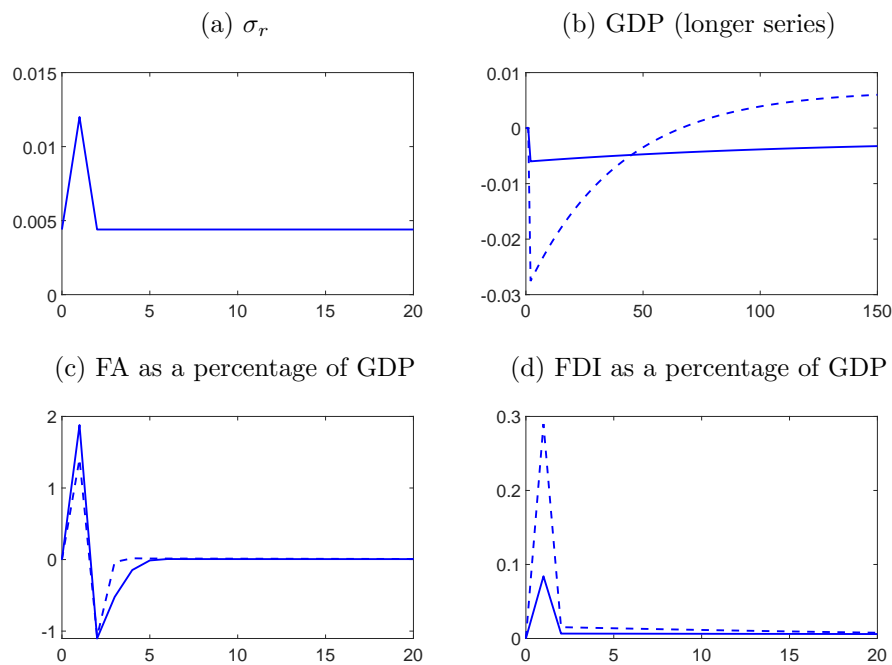 (a) σᵣ
0.015
0.01
0.005
0
0 5 10 15 20
(b) GDP (longer series)
0.01
0
-0.01
-0.02
-0.03
0 50 100 150
(c) FA as a percentage of GDP
2
1
0
-1
0 5 10 15 20
(d) FDI as a percentage of GDP
0.3
0.2
0.1
0
0 5 10 15 20